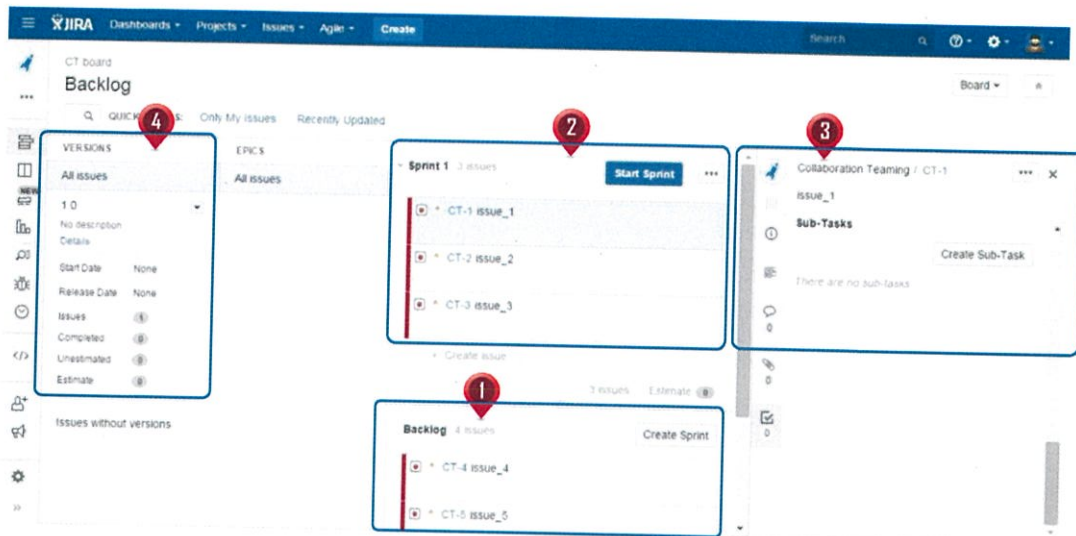 JIRA Dashboards Projects Issues Agile Create Search
CT board
Backlog
Board
QUICK S: Only My Issues Recently Updated
4
2
3
VERSIONS
All issues
1.0
No description
Details
Start Date None
Release Date None
Issues
Completed 0
Unestimated 0
Estimate 0
Issues without versions
EPICS
All issues
Sprint 1 3 issues Start Sprint
CT-1 issue_1
CT-2 issue_2
CT-3 issue_3
Create issue
3 issues Estimate 0
1
Backlog 4 issues Create Sprint
CT-4 issue_4
CT-5 issue_5
Collaboration Teaming / CT-1
issue_1
Sub-Tasks
Create Sub-Task
There are no sub-tasks
0
0
0
NEW